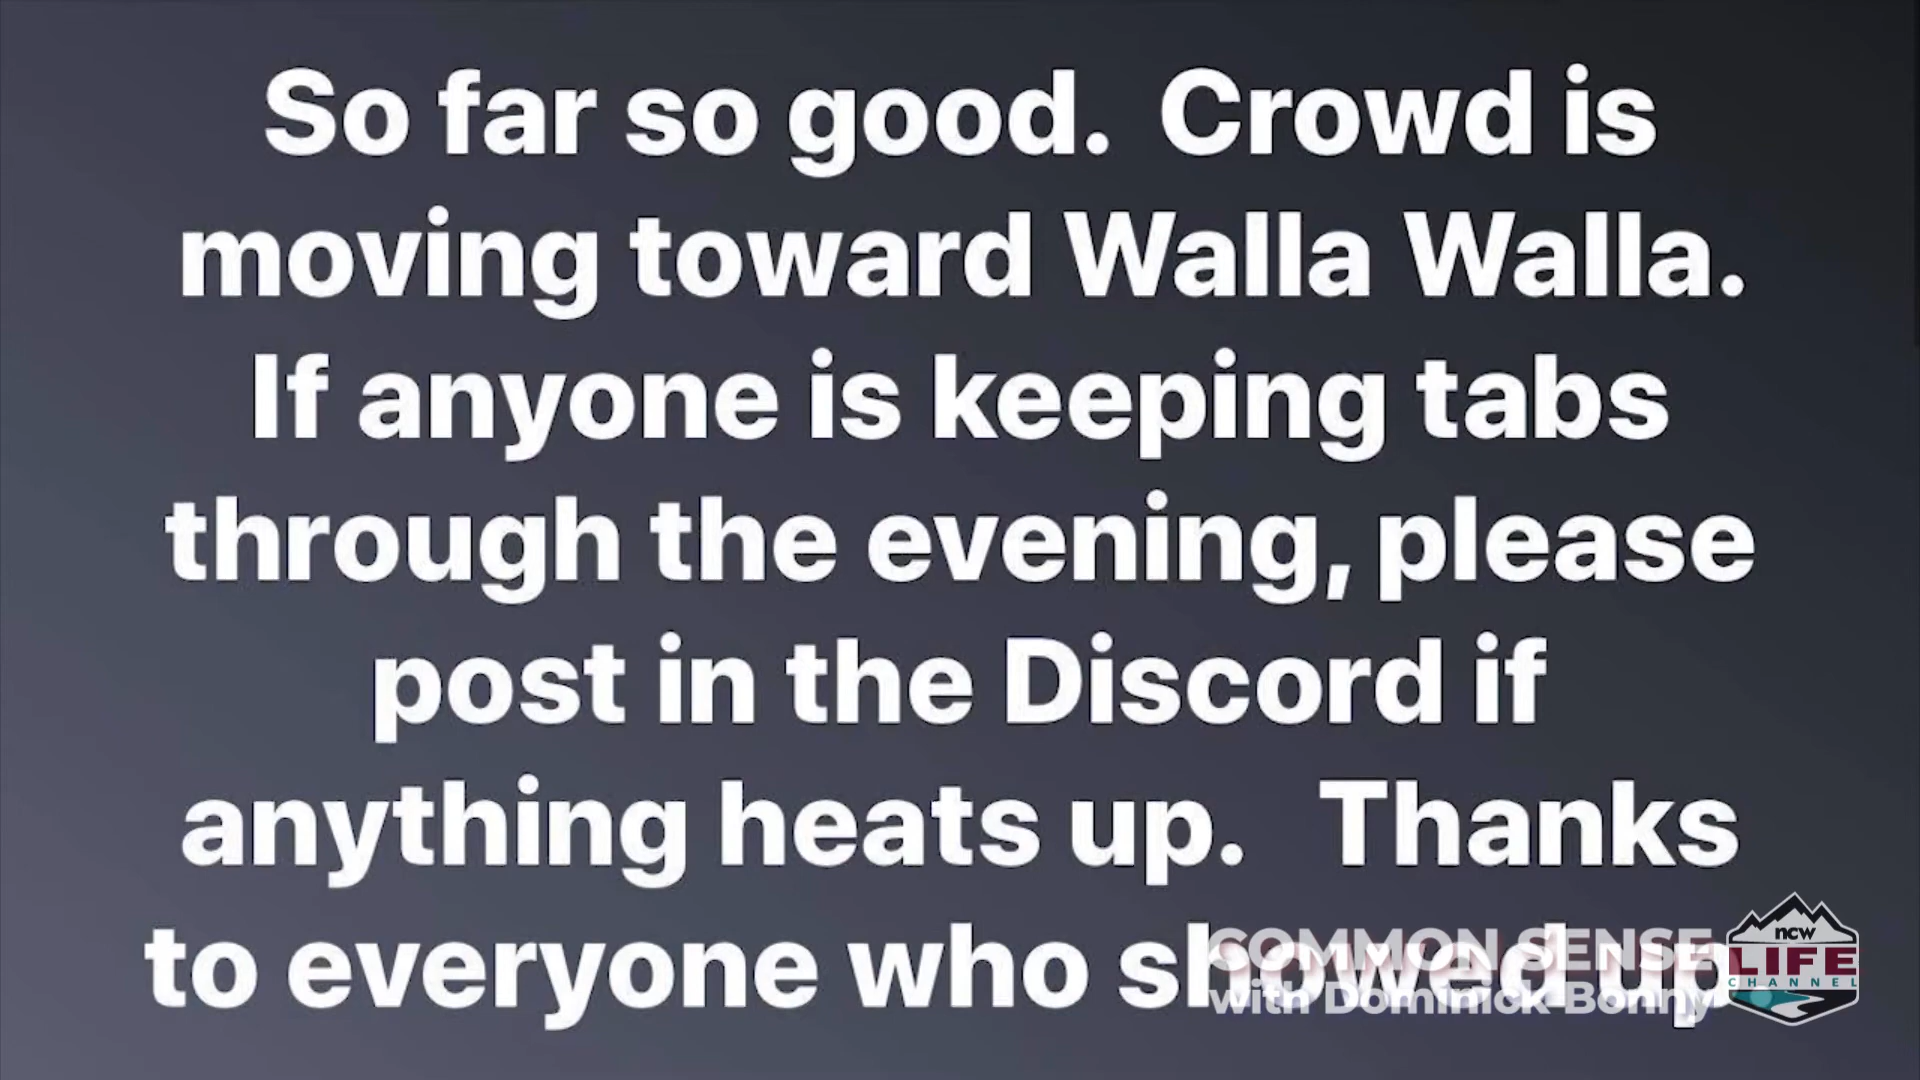 So far so good. Crowd is
moving toward Walla Walla.
If anyone is keeping tabs
through the evening, please
post in the Discord if
anything heats up. Thanks
to everyone who showed up
COMMON SENSE
with Dominick Bonny
ncw
LIFE
CHANNEL